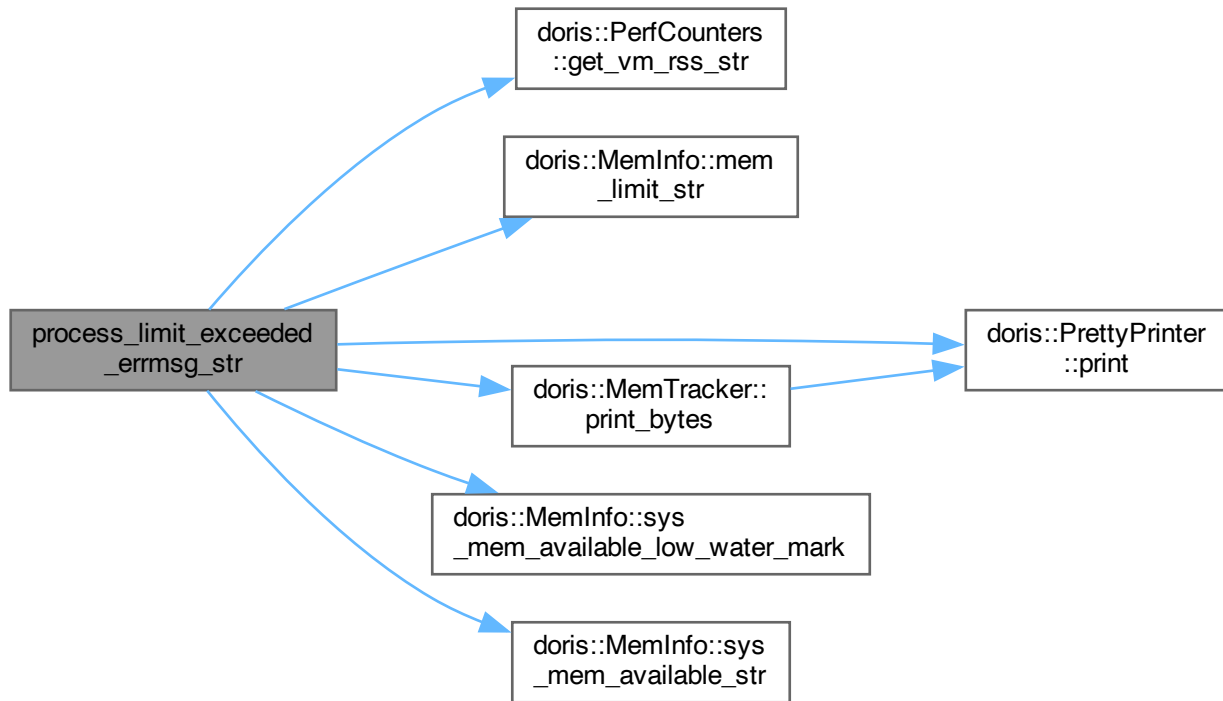 doris::PerfCounters
::get_vm_rss_str
doris::MemInfo::mem
_limit_str
process_limit_exceeded
_errmsg_str
doris::PrettyPrinter
::print
doris::MemTracker::
print_bytes
doris::MemInfo::sys
_mem_available_low_water_mark
doris::MemInfo::sys
_mem_available_str